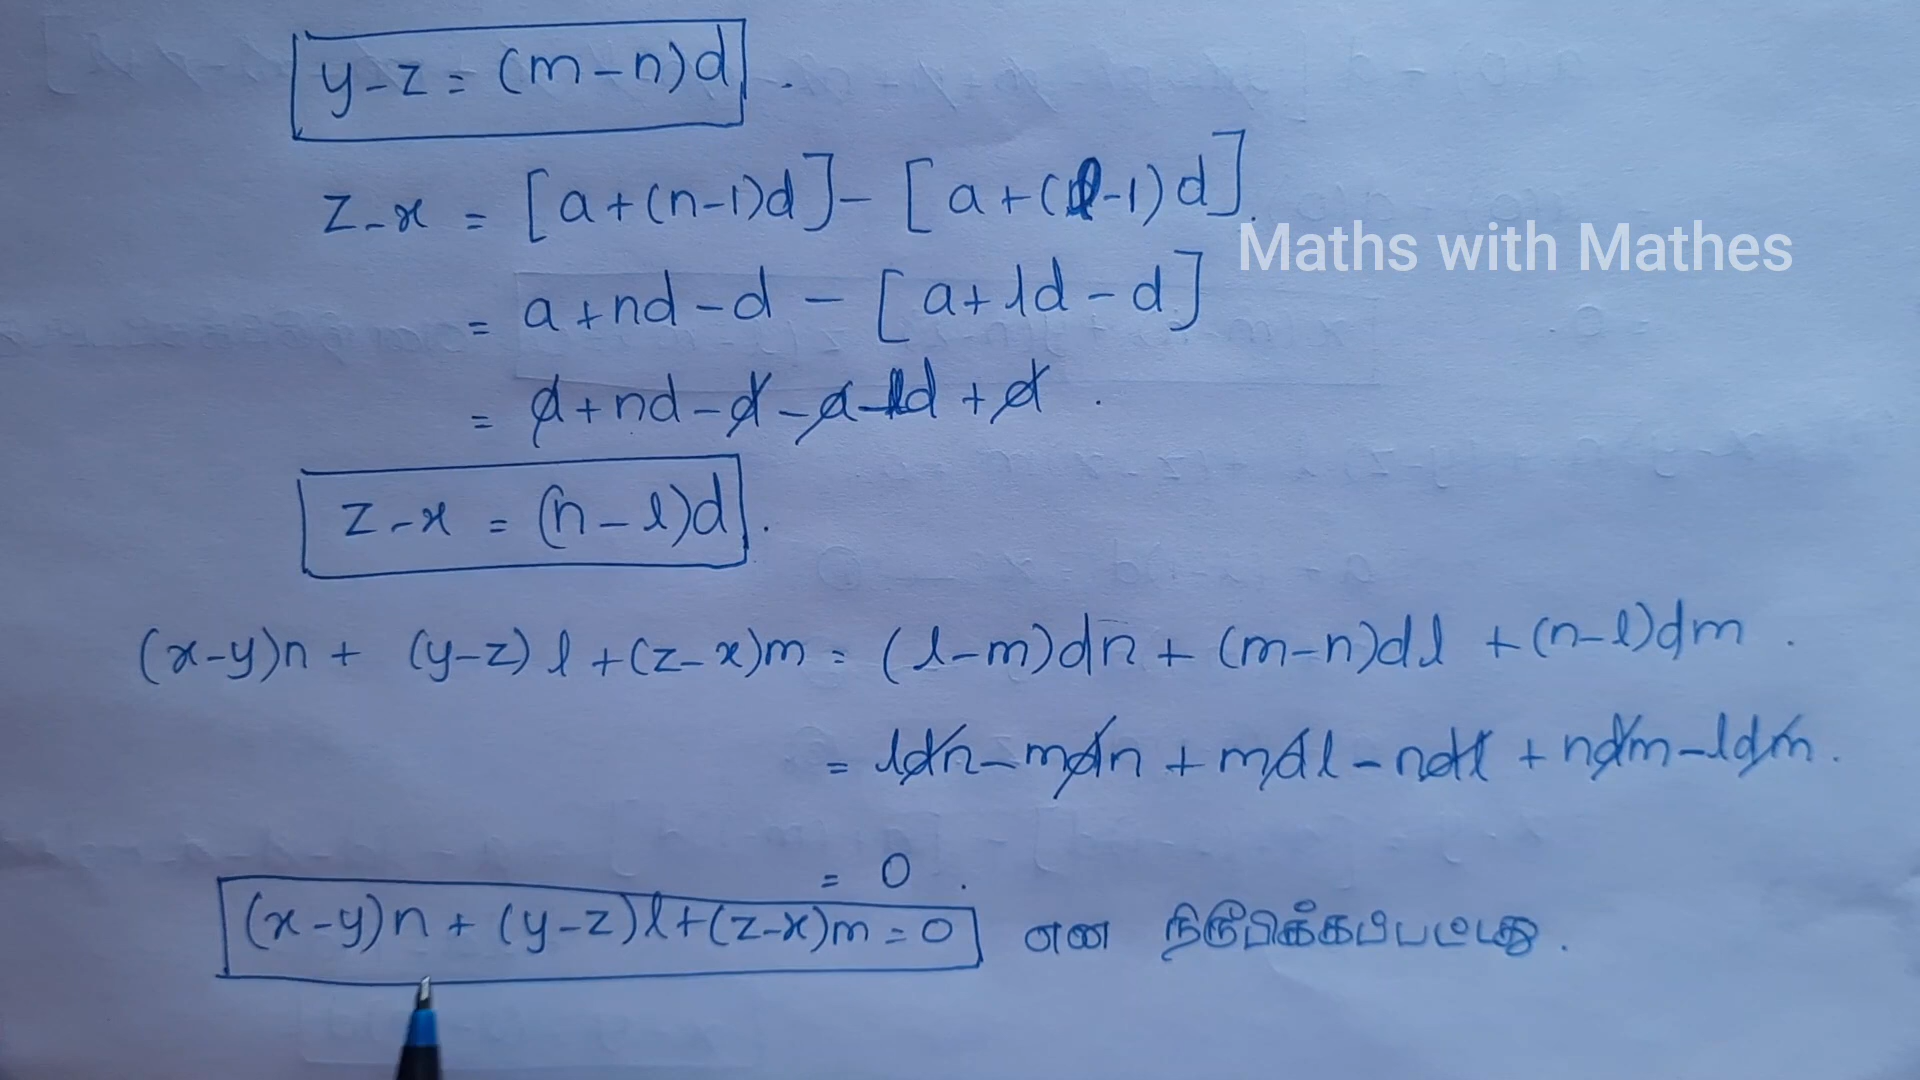 y-z = (m-n)d.
z-x = [a+(n-1)d]-[a+(l-1)d].
Maths with Mathes
= a+nd-d-[a+ld-d]
= a+nd-d-a-ld+d.
z-x = (n-l)d.
(x-y)n+(y-z)l+(z-x)m = (l-m)dn+(m-n)dl+(n-l)dm.
= ldn-mdn+mdl-ndl+ndm-ldm.
= 0.
(x-y)n+(y-z)l+(z-x)m=0 என நிரூபிக்கப்பட்டது.